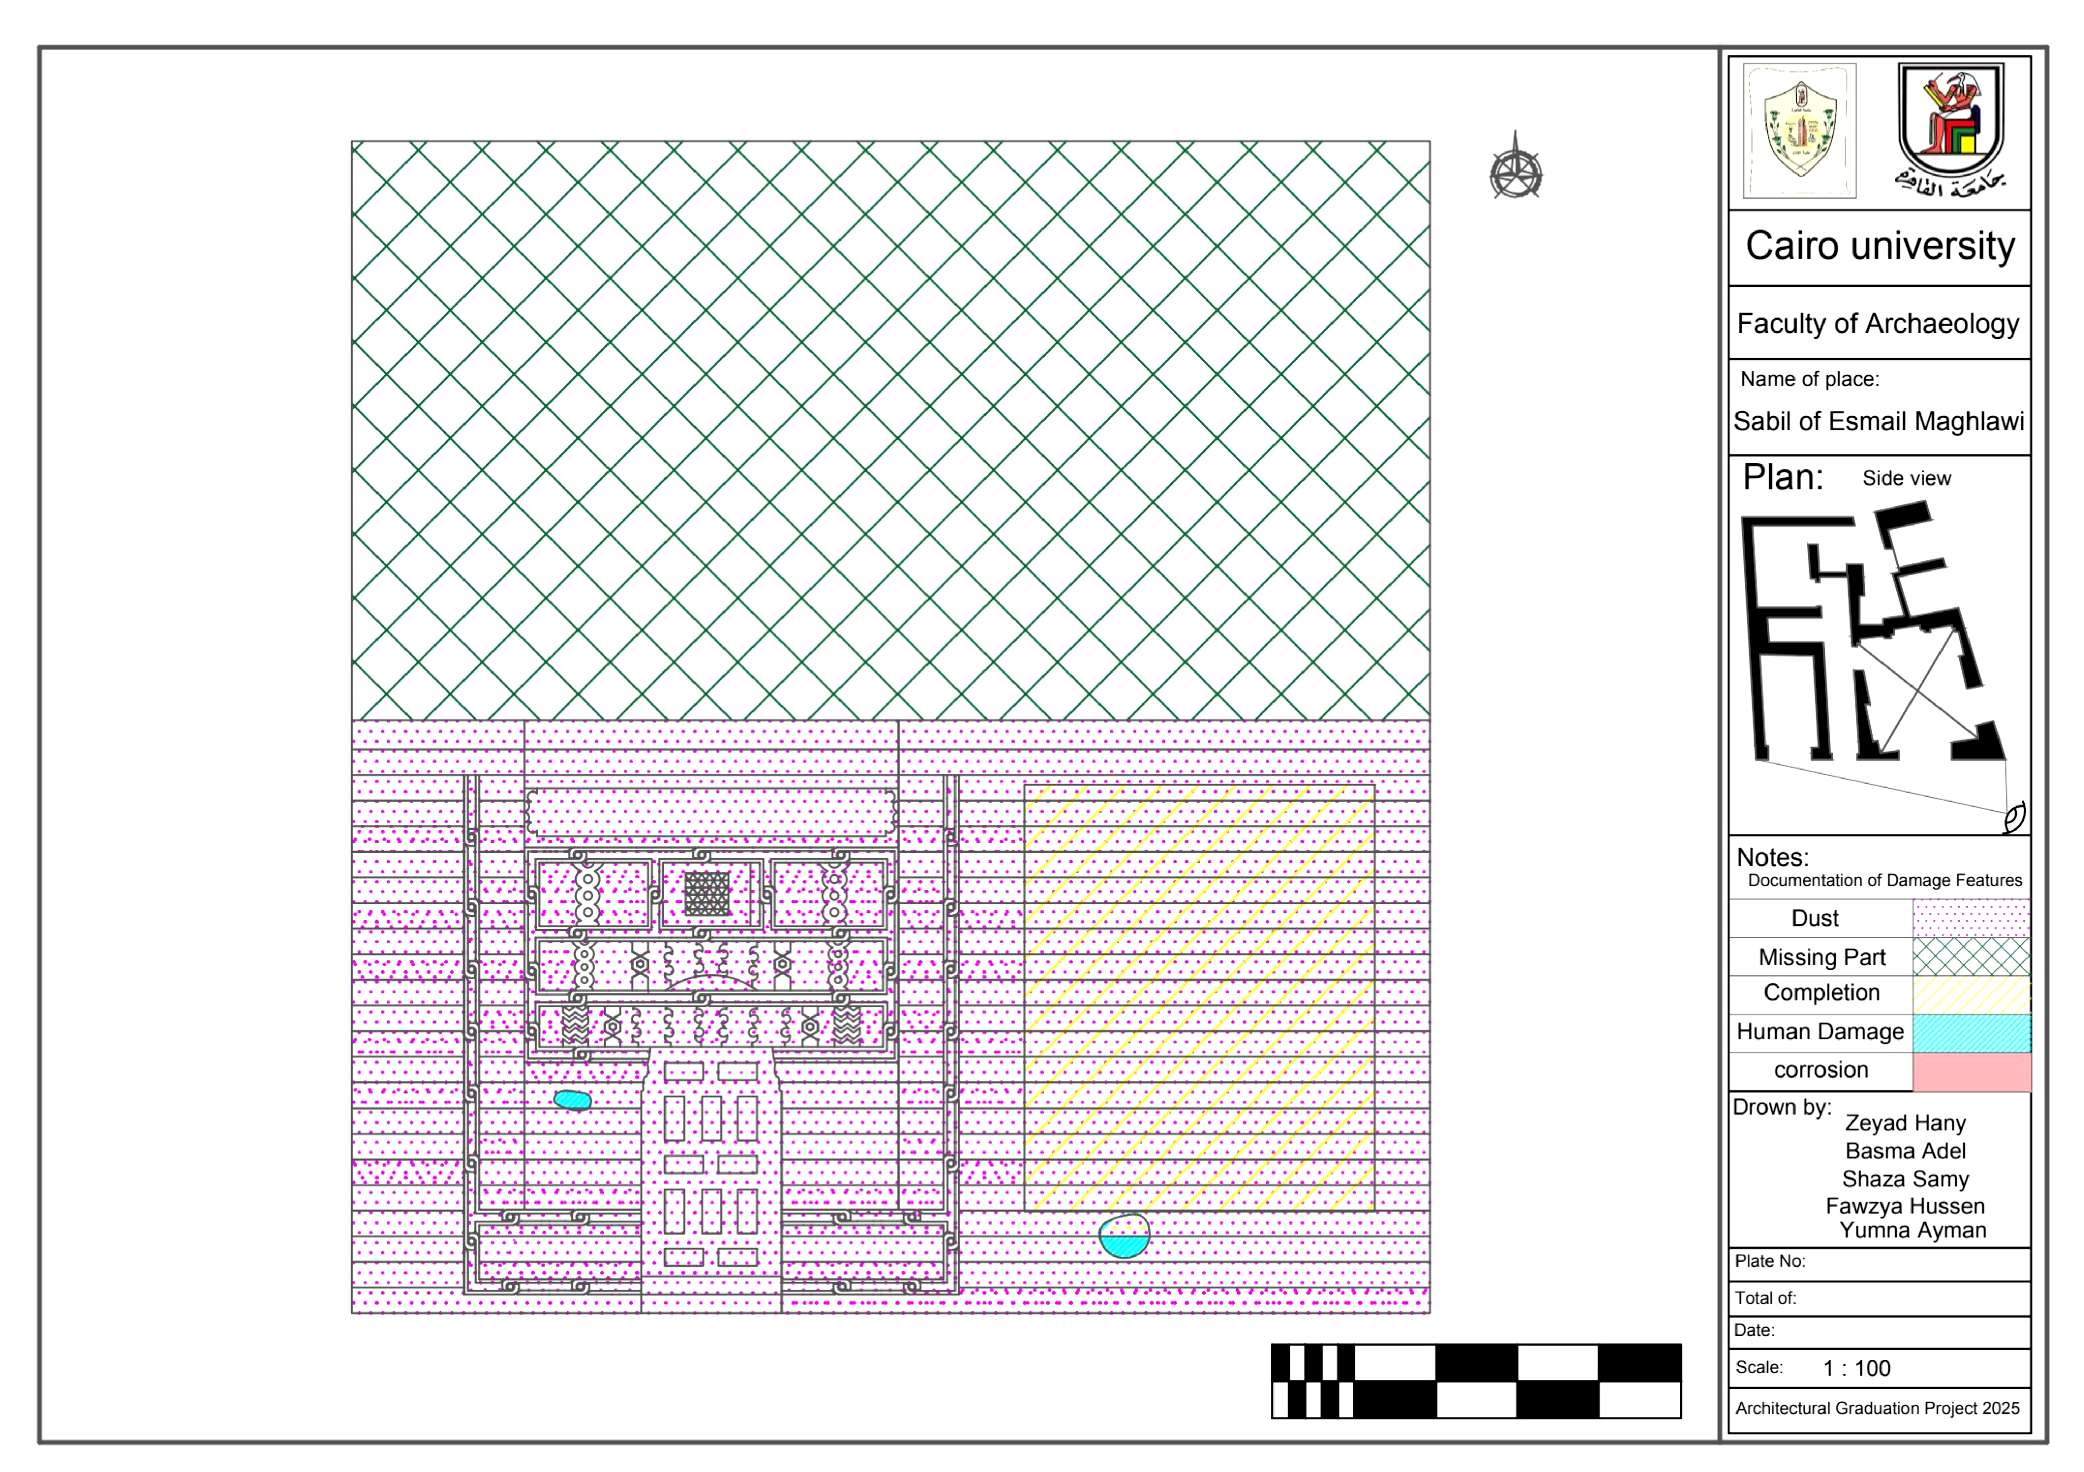 جامعة القاهرة
Cairo university
Faculty of Archaeology
Name of place:
Sabil of Esmail Maghlawi
Plan: Side view
Notes:
Documentation of Damage Features
Dust
Missing Part
Completion
Human Damage
corrosion
Drown by:
Zeyad Hany
Basma Adel
Shaza Samy
Fawzya Hussen
Yumna Ayman
Plate No:
Total of:
Date:
Scale: 1 : 100
Architectural Graduation Project 2025